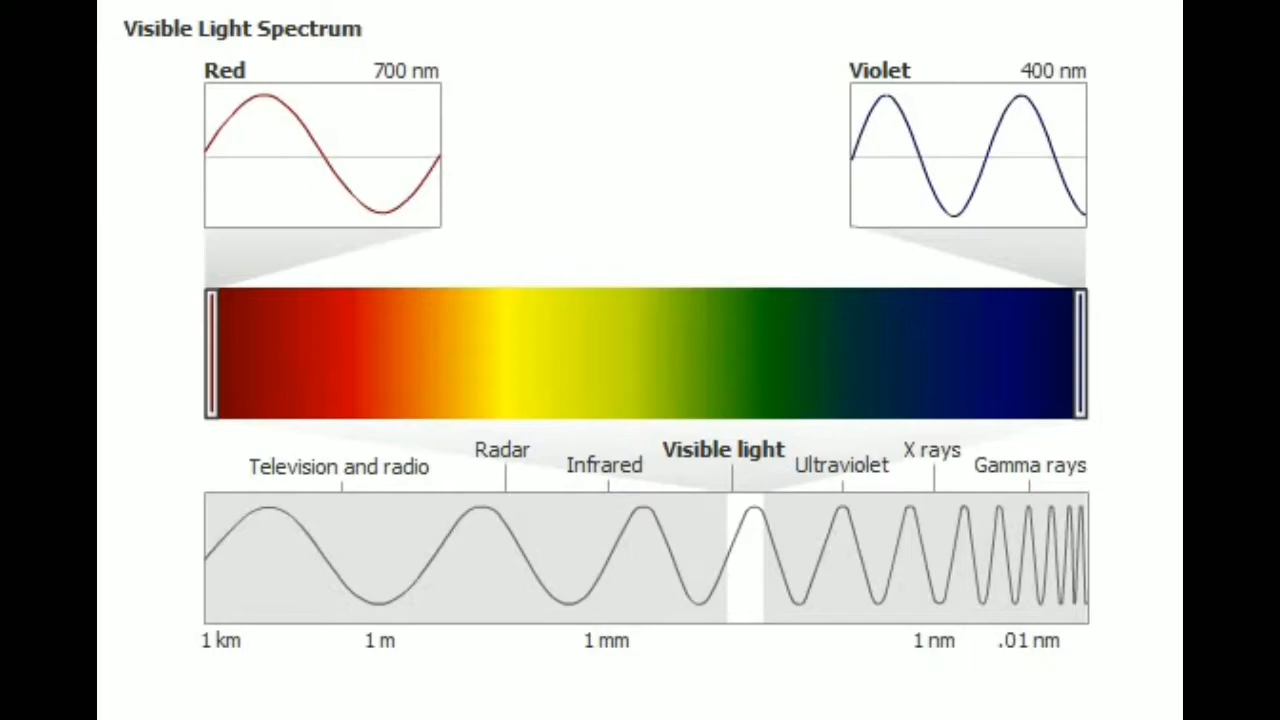 Visible Light Spectrum
Red 700 nm
Violet 400 nm
Television and radio
Radar
Infrared
Visible light
Ultraviolet
X rays
Gamma rays
1 km 1 m 1 mm 1 nm .01 nm